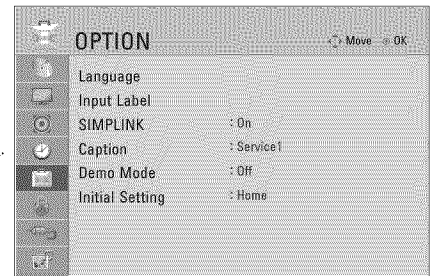 OPTION
Move OK
Language
Input Label
SIMPLINK : On
Caption : Service1
Demo Mode : Off
Initial Setting : Home